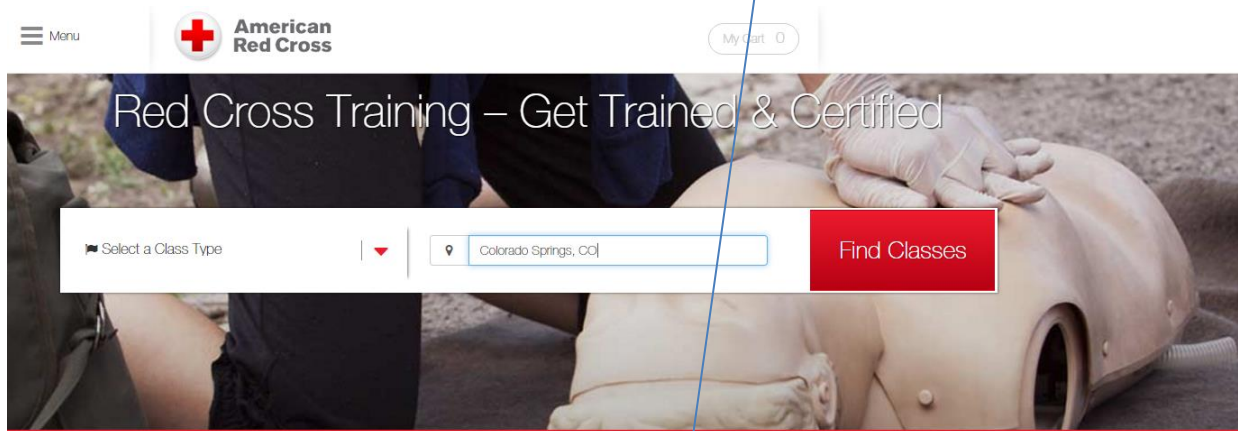 Menu
American
Red Cross
My Cart 0
Red Cross Training – Get Trained & Certified
Select a Class Type
Colorado Springs, CO
Find Classes